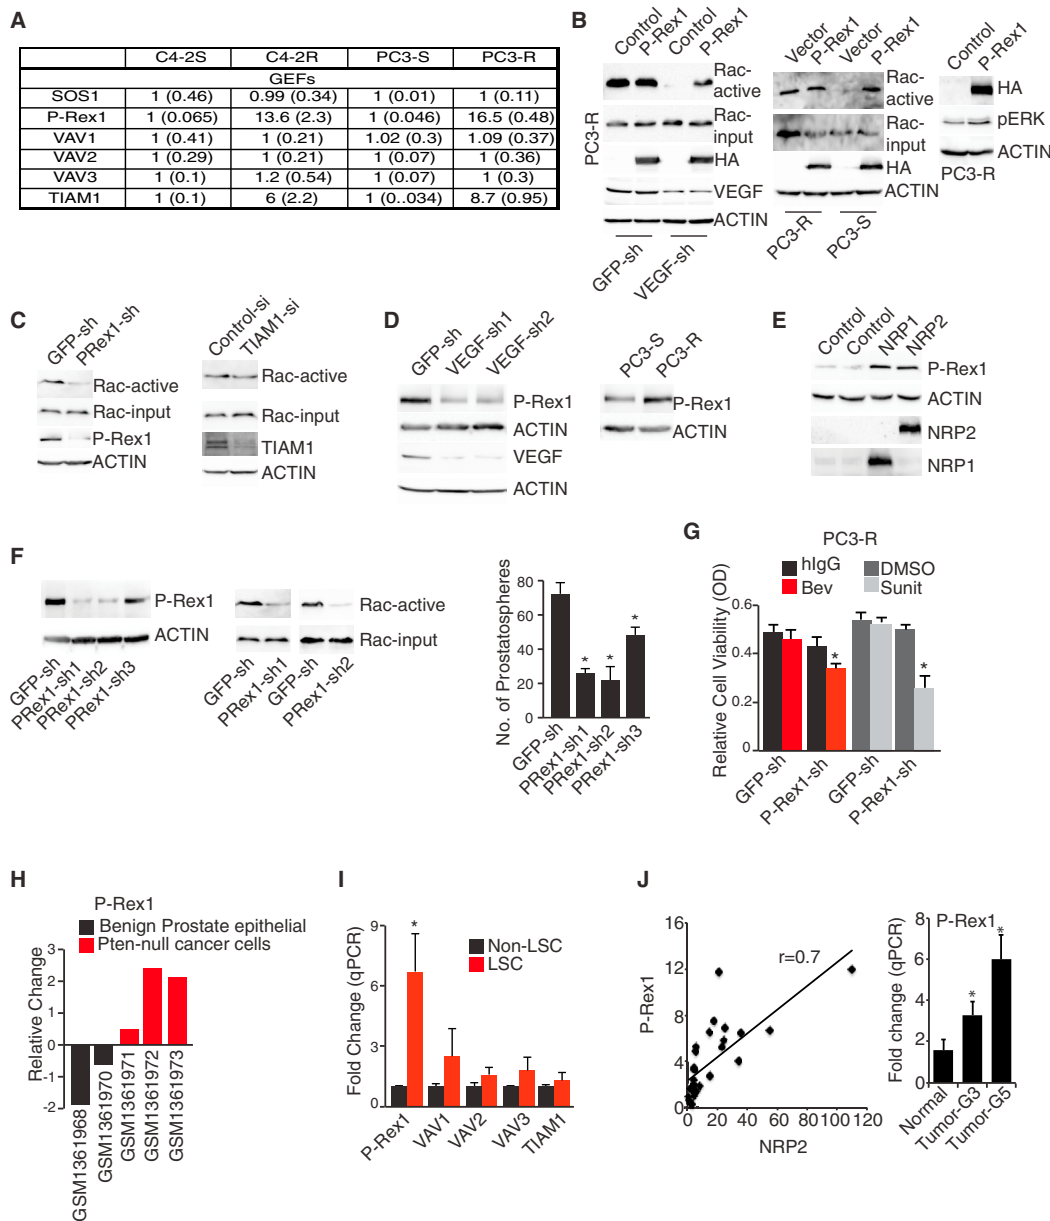 A
C4-2S C4-2R PC3-S PC3-R
GEFs
SOS1 1 (0.46) 0.99 (0.34) 1 (0.01) 1 (0.11)
P-Rex1 1 (0.065) 13.6 (2.3) 1 (0.046) 16.5 (0.48)
VAV1 1 (0.41) 1 (0.21) 1.02 (0.3) 1.09 (0.37)
VAV2 1 (0.29) 1 (0.21) 1 (0.07) 1 (0.36)
VAV3 1 (0.1) 1.2 (0.54) 1 (0.07) 1 (0.3)
TIAM1 1 (0.1) 6 (2.2) 1 (0..034) 8.7 (0.95)
B
Control P-Rex1 Control P-Rex1
PC3-R
Rac-active
Rac-input
HA
VEGF
ACTIN
GFP-sh VEGF-sh
Vector P-Rex1 Vector P-Rex1
Rac-active
Rac-input
HA
ACTIN
PC3-R PC3-S
Control P-Rex1
HA
pERK
ACTIN
PC3-R
C
GFP-sh PRex1-sh
Rac-active
Rac-input
P-Rex1
ACTIN
Control-si TIAM1-si
Rac-active
Rac-input
TIAM1
ACTIN
D
GFP-sh VEGF-sh1 VEGF-sh2
P-Rex1
ACTIN
VEGF
ACTIN
PC3-S PC3-R
P-Rex1
ACTIN
E
Control Control NRP1 NRP2
P-Rex1
ACTIN
NRP2
NRP1
F
P-Rex1
ACTIN
GFP-sh PRex1-sh1 PRex1-sh2 PRex1-sh3
Rac-active
Rac-input
GFP-sh PRex1-sh1 GFP-sh PRex1-sh2
No. of Prostatospheres
80
60
40
20
0
* * *
GFP-sh PRex1-sh1 PRex1-sh2 PRex1-sh3
G
PC3-R
hIgG DMSO
Bev Sunit
Relative Cell Viability (OD)
0.6
0.4
0.2
0
* *
GFP-sh P-Rex1-sh GFP-sh P-Rex1-sh
H
P-Rex1
Benign Prostate epithelial
Pten-null cancer cells
Relative Change
3
2
1
0
-1
-2
GSM1361968 GSM1361970 GSM1361971 GSM1361972 GSM1361973
I
Fold Change (qPCR)
9
6
3
0
*
Non-LSC
LSC
P-Rex1 VAV1 VAV2 VAV3 TIAM1
J
P-Rex1
16
12
8
4
0
r=0.7
0 20 40 60 80 100 120
NRP2
P-Rex1
Fold change (qPCR)
8
6
4
2
0
* *
Normal Tumor-G3 Tumor-G5